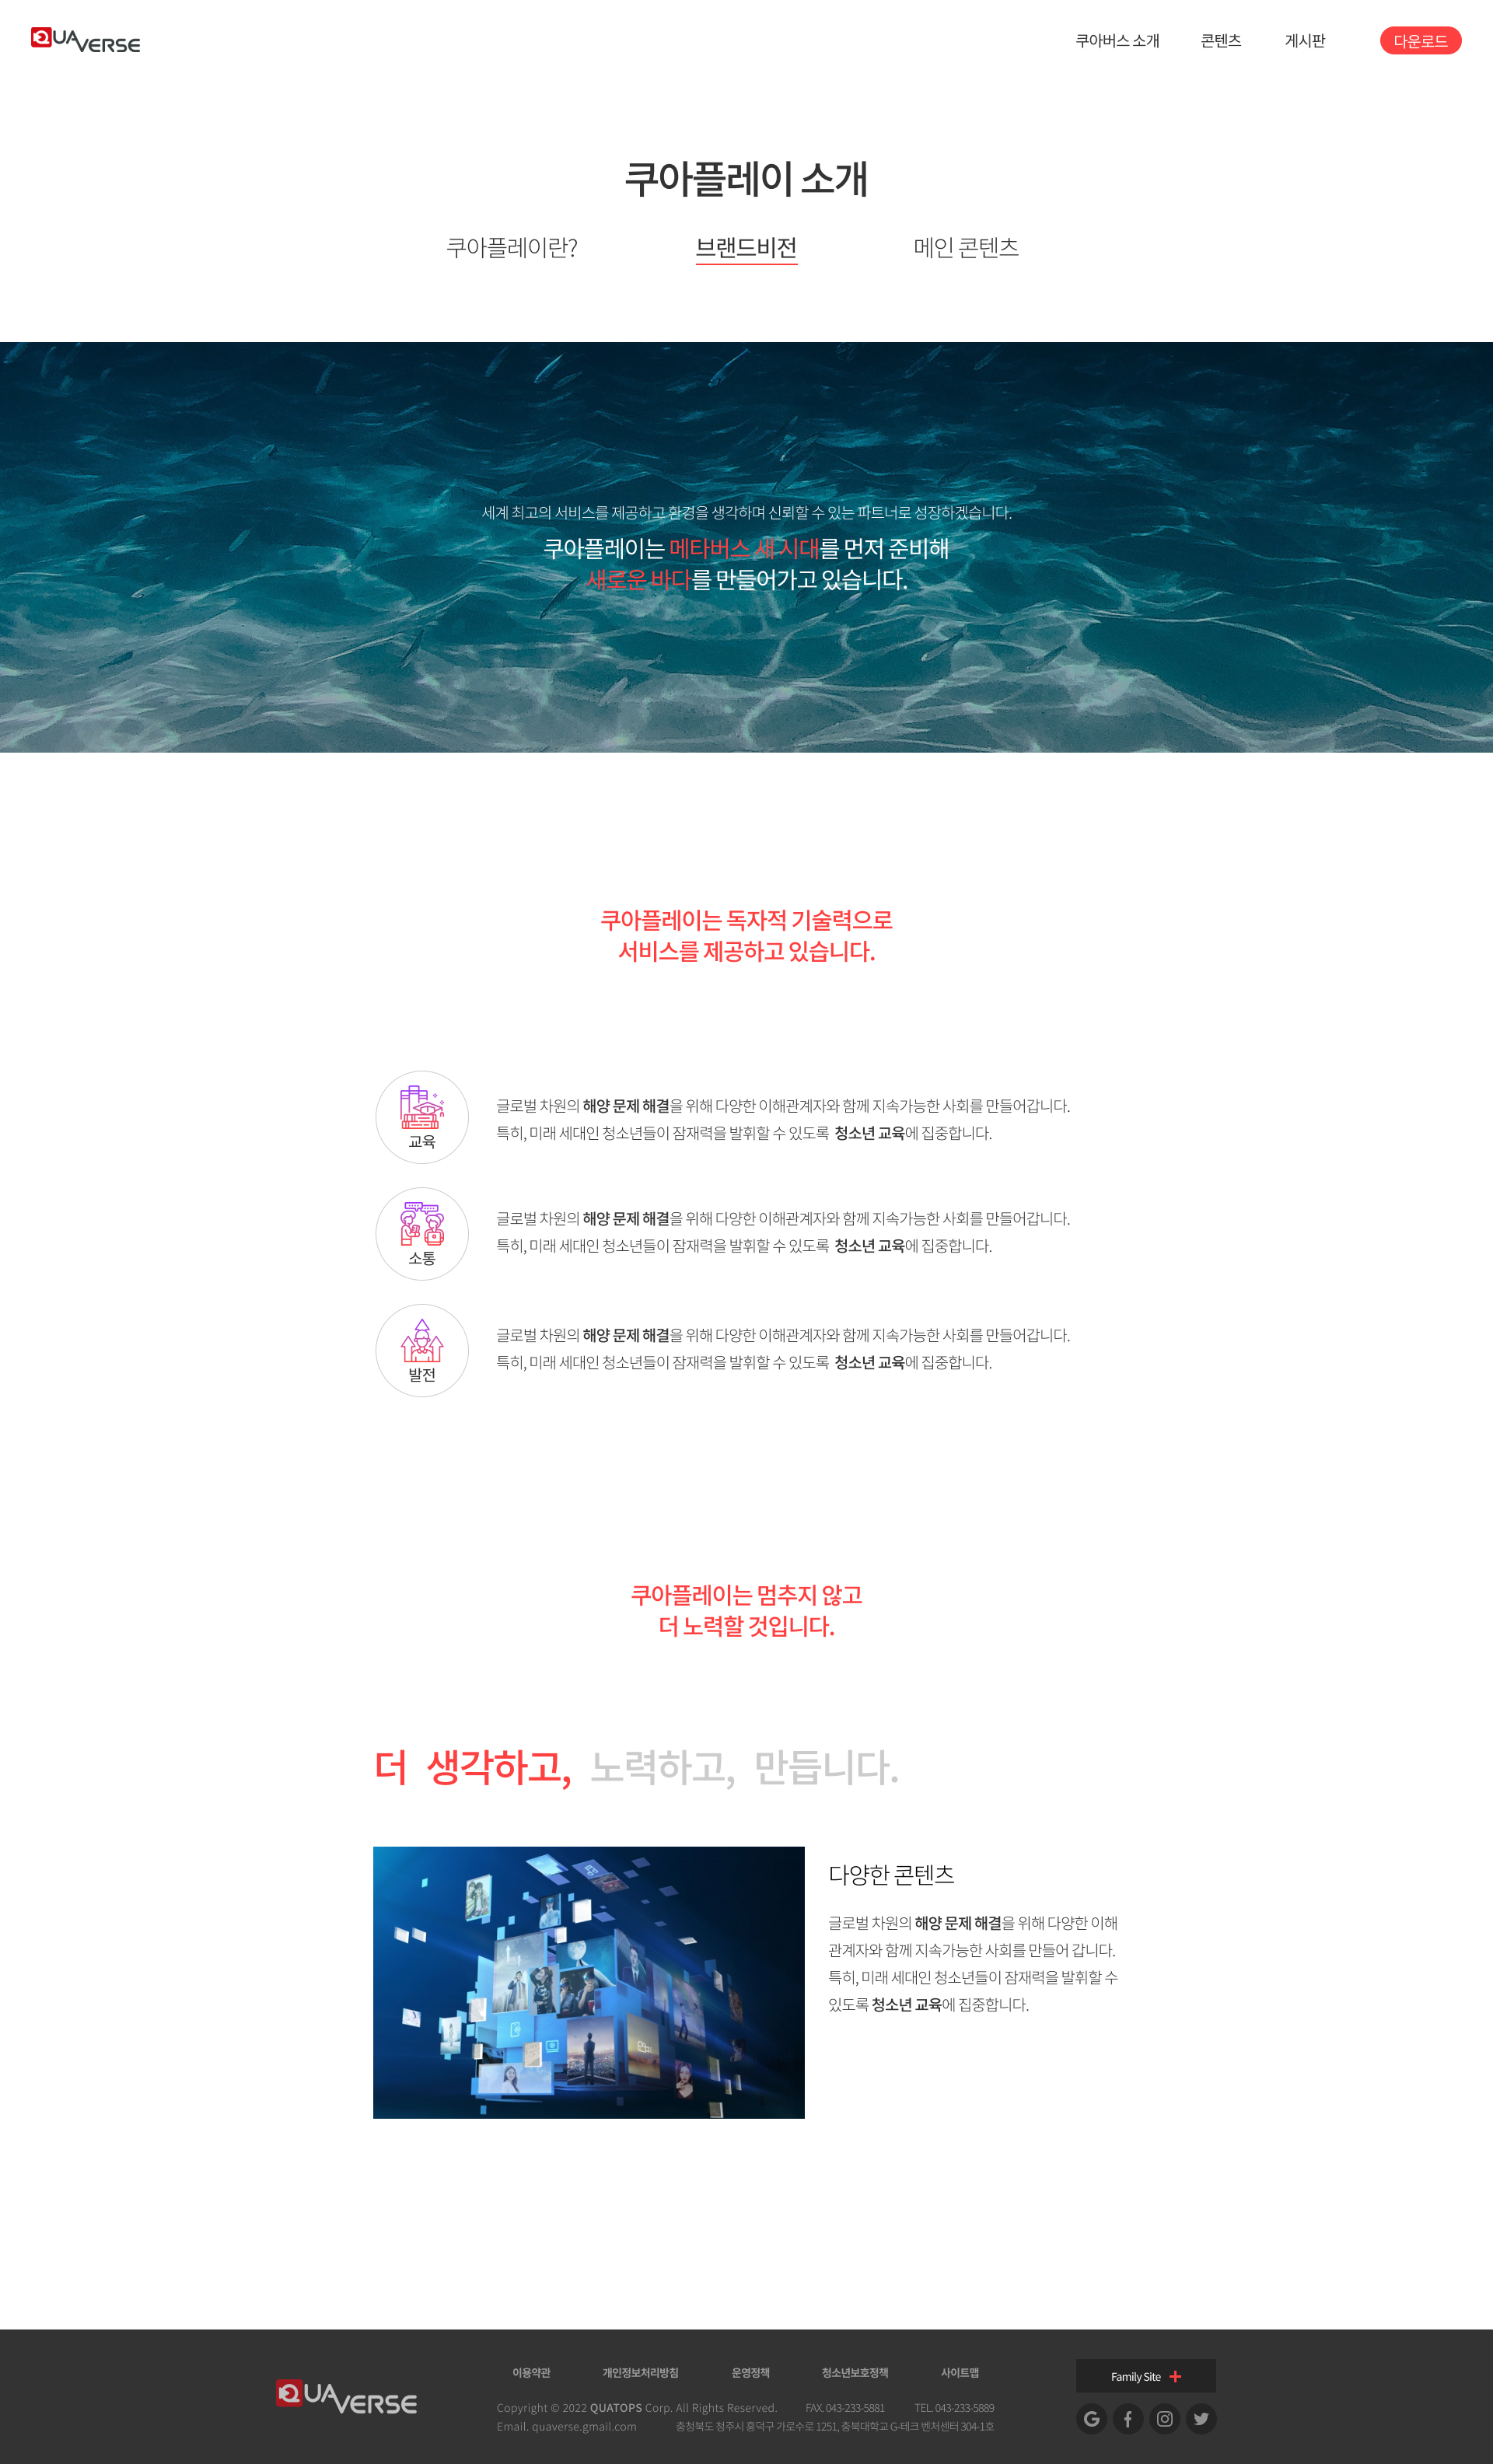 QUAVERSE
쿠아버스 소개
콘텐츠
게시판
다운로드
쿠아플레이 소개
쿠아플레이란?
브랜드비전
메인 콘텐츠
세계 최고의 서비스를 제공하고 환경을 생각하며 신뢰할 수 있는 파트너로 성장하겠습니다.
쿠아플레이는 메타버스 새 시대를 먼저 준비해
새로운 바다를 만들어가고 있습니다.
쿠아플레이는 독자적 기술력으로
서비스를 제공하고 있습니다.
교육
글로벌 차원의 해양 문제 해결을 위해 다양한 이해관계자와 함께 지속가능한 사회를 만들어갑니다.
특히, 미래 세대인 청소년들이 잠재력을 발휘할 수 있도록 청소년 교육에 집중합니다.
소통
글로벌 차원의 해양 문제 해결을 위해 다양한 이해관계자와 함께 지속가능한 사회를 만들어갑니다.
특히, 미래 세대인 청소년들이 잠재력을 발휘할 수 있도록 청소년 교육에 집중합니다.
발전
글로벌 차원의 해양 문제 해결을 위해 다양한 이해관계자와 함께 지속가능한 사회를 만들어갑니다.
특히, 미래 세대인 청소년들이 잠재력을 발휘할 수 있도록 청소년 교육에 집중합니다.
쿠아플레이는 멈추지 않고
더 노력할 것입니다.
더 생각하고, 노력하고, 만듭니다.
다양한 콘텐츠
글로벌 차원의 해양 문제 해결을 위해 다양한 이해
관계자와 함께 지속가능한 사회를 만들어 갑니다.
특히, 미래 세대인 청소년들이 잠재력을 발휘할 수
있도록 청소년 교육에 집중합니다.
QUAVERSE
이용약관
개인정보처리방침
운영정책
청소년보호정책
사이트맵
Copyright © 2022 QUATOPS Corp. All Rights Reserved.
FAX. 043-233-5881
TEL. 043-233-5889
Email. quaverse.gmail.com
충청북도 청주시 흥덕구 가로수로 1251, 충북대학교 G-테크 벤처센터 304-1호
Family Site